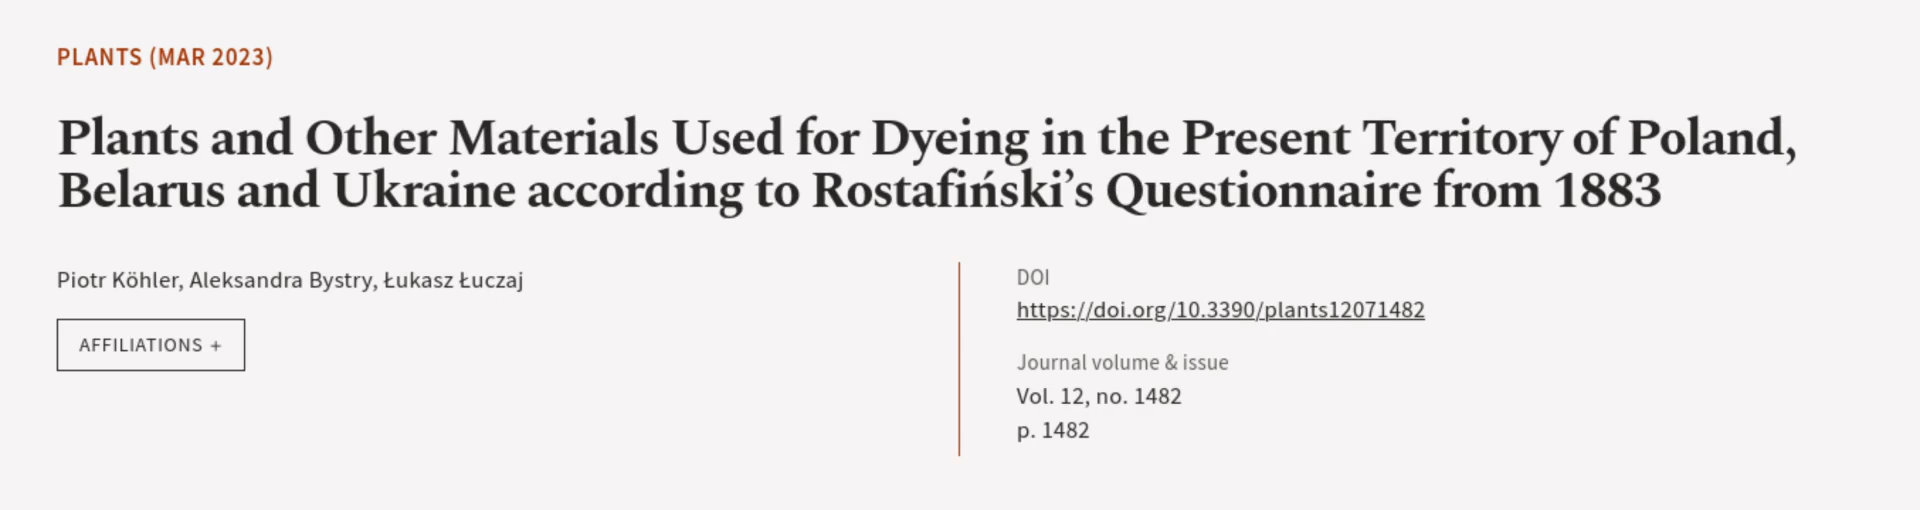 PLANTS (MAR 2023)
Plants and Other Materials Used for Dyeing in the Present Territory of Poland,
Belarus and Ukraine according to Rostafiński’s Questionnaire from 1883
Piotr Köhler, Aleksandra Bystry, Łukasz Łuczaj
AFFILIATIONS +
DOI
https://doi.org/10.3390/plants12071482
Journal volume & issue
Vol. 12, no. 1482
p. 1482